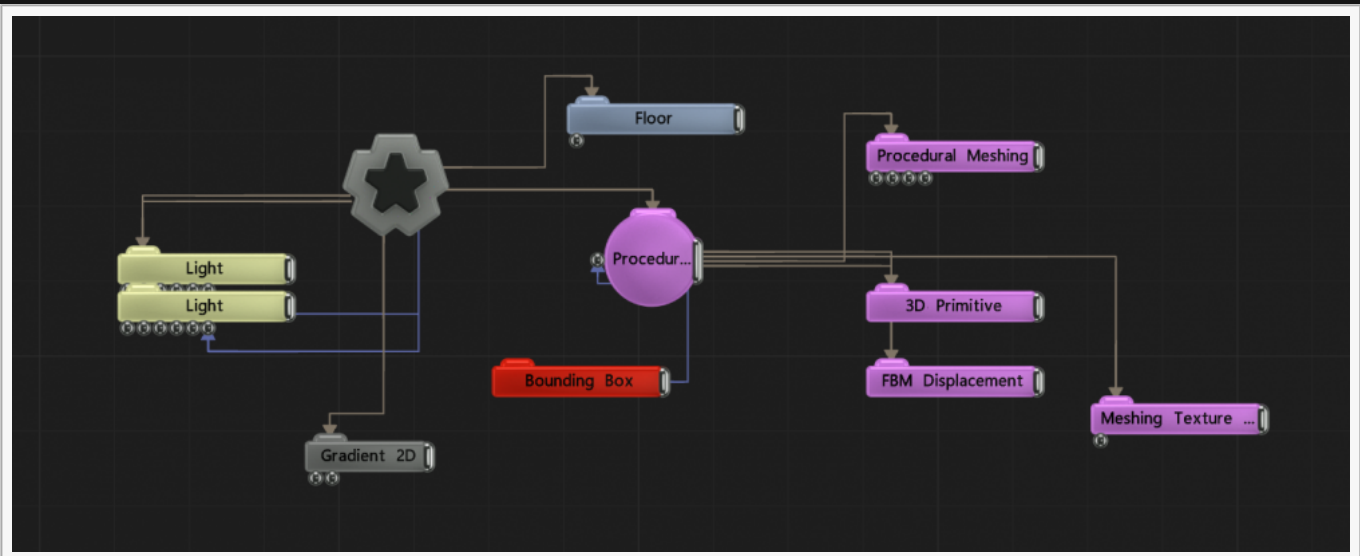 Floor
Procedural Meshing
Light
Procedur...
Light
3D Primitive
Bounding Box
FBM Displacement
Meshing Texture ...
Gradient 2D